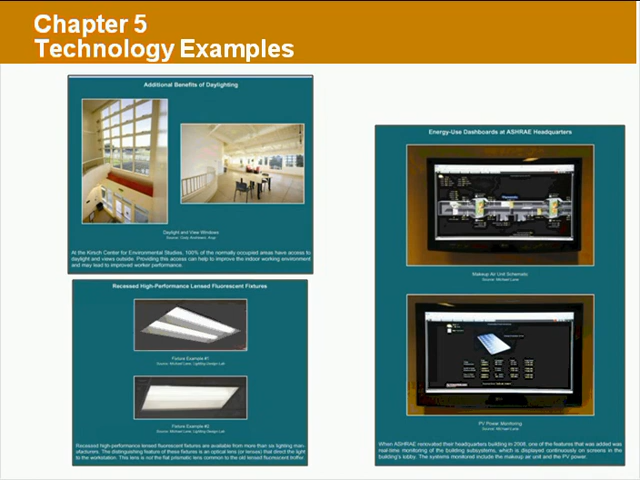 Chapter 5
Technology Examples
Additional Benefits of Daylighting
Daylight and View Windows
At the Kirsch Center for Environmental Studies, 100% of the normally occupied areas have access to
daylight and views outside. Providing this access can help to improve the indoor working environment
and may lead to improved worker performance.
Recessed High-Performance Lensed Fluorescent Fixtures
Fixture Example #1
Source: Michael Lane, Lighting Design Lab
Fixture Example #2
Source: Michael Lane, Lighting Design Lab
Recessed high-performance lensed fluorescent fixtures are available from more than six lighting man-
ufacturers. The distinguishing feature of these fixtures is an optical lens (or lenses) that direct the light
to the workstation. This lens is not the flat prismatic lens common to the old lensed fluorescent troffer.
Energy-Use Dashboards at ASHRAE Headquarters
Makeup Air Unit Schematic
Source: Michael Lane
PV Power Monitoring
Source: Michael Lane
When ASHRAE renovated their headquarters building in 2008, one of the features that was added was
real-time monitoring of the building subsystems, which is displayed continuously on screens in the
building's lobby. The systems monitored include the makeup air unit and the PV power.